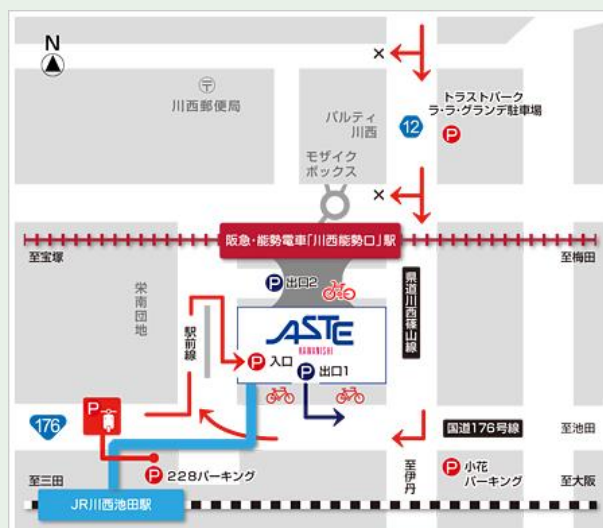 N
〒
川西郵便局
パルティ
川西
12
トラストパーク
ラ・ラ・グランデ駐車場
P
モザイク
ボックス
×
×
阪急・能勢電車「川西能勢口」駅
至宝塚
至梅田
P 出口2
栄南
団地
駅前線
ASTE
KAWANISHI
P 入口
P 出口1
県道川西篠山線
176
P
国道176号線
至池田
至三田
P 228パーキング
至伊丹
P 小花
パーキング
至大阪
JR川西池田駅